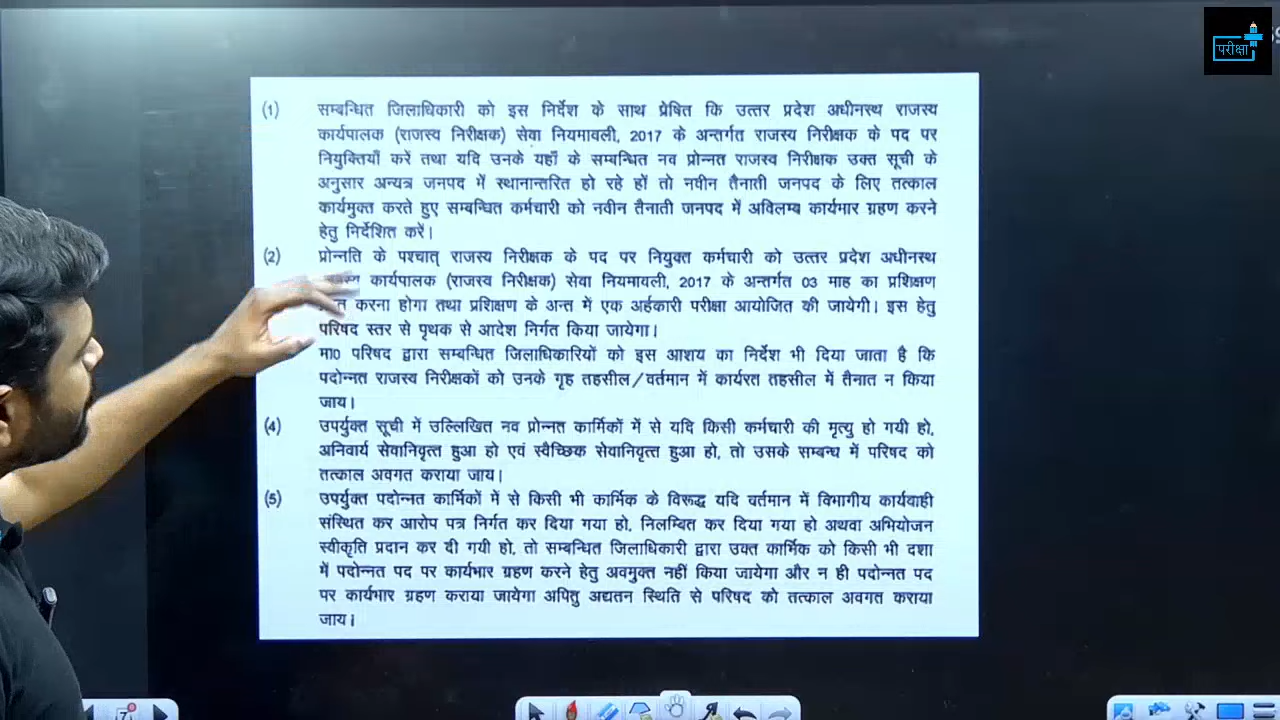 परीक्षा
(1) सम्बन्धित जिलाधिकारी को इस निर्देश के साथ प्रेषित कि उत्तर प्रदेश अधीनस्थ राजस्य
कार्यपालक (राजस्व निरीक्षक) सेवा नियमावली, 2017 के अन्तर्गत राजस्य निरीक्षक के पद पर
नियुक्तियाँ करें तथा यदि उनके यहाँ के सम्बन्धित नव प्रोन्नत राजस्व निरीक्षक उक्त सूची के
अनुसार अन्यत्र जनपद में स्थानान्तरित हो रहे हों तो नवीन तैनाती जनपद के लिए तत्काल
कार्यमुक्त करते हुए सम्बन्धित कर्मचारी को नवीन तैनाती जनपद में अविलम्ब कार्यभार ग्रहण करने
हेतु निर्देशित करें।
(2) प्रोन्नति के पश्चात् राजस्य निरीक्षक के पद पर नियुक्त कर्मचारी को उत्तर प्रदेश अधीनस्थ
कार्यपालक (राजस्व निरीक्षक) सेवा नियमावली, 2017 के अन्तर्गत 03 माह का प्रशिक्षण
करना होगा तथा प्रशिक्षण के अन्त में एक अर्हकारी परीक्षा आयोजित की जायेगी। इस हेतु
परिषद स्तर से पृथक से आदेश निर्गत किया जायेगा।
मा0 परिषद द्वारा सम्बन्धित जिलाधिकारियों को इस आशय का निर्देश भी दिया जाता है कि
पदोन्नत राजस्व निरीक्षकों को उनके गृह तहसील/वर्तमान में कार्यरत तहसील में तैनात न किया
जाय।
(4) उपर्युक्त सूची में उल्लिखित नव प्रोन्नत कार्मिकों में से यदि किसी कर्मचारी की मृत्यु हो गयी हो,
अनिवार्य सेवानिवृत्त हुआ हो एवं स्वैच्छिक सेवानिवृत्त हुआ हो, तो उसके सम्बन्ध में परिषद को
तत्काल अवगत कराया जाय।
(5) उपर्युक्त पदोन्नत कार्मिकों में से किसी भी कार्मिक के विरूद्ध यदि वर्तमान में विभागीय कार्यवाही
संस्थित कर आरोप पत्र निर्गत कर दिया गया हो, निलम्बित कर दिया गया हो अथवा अभियोजन
स्वीकृति प्रदान कर दी गयी हो, तो सम्बन्धित जिलाधिकारी द्वारा उक्त कार्मिक को किसी भी दशा
में पदोन्नत पद पर कार्यभार ग्रहण करने हेतु अवमुक्त नहीं किया जायेगा और न ही पदोन्नत पद
पर कार्यभार ग्रहण कराया जायेगा अपितु अद्यतन स्थिति से परिषद को तत्काल अवगत कराया
जाय।